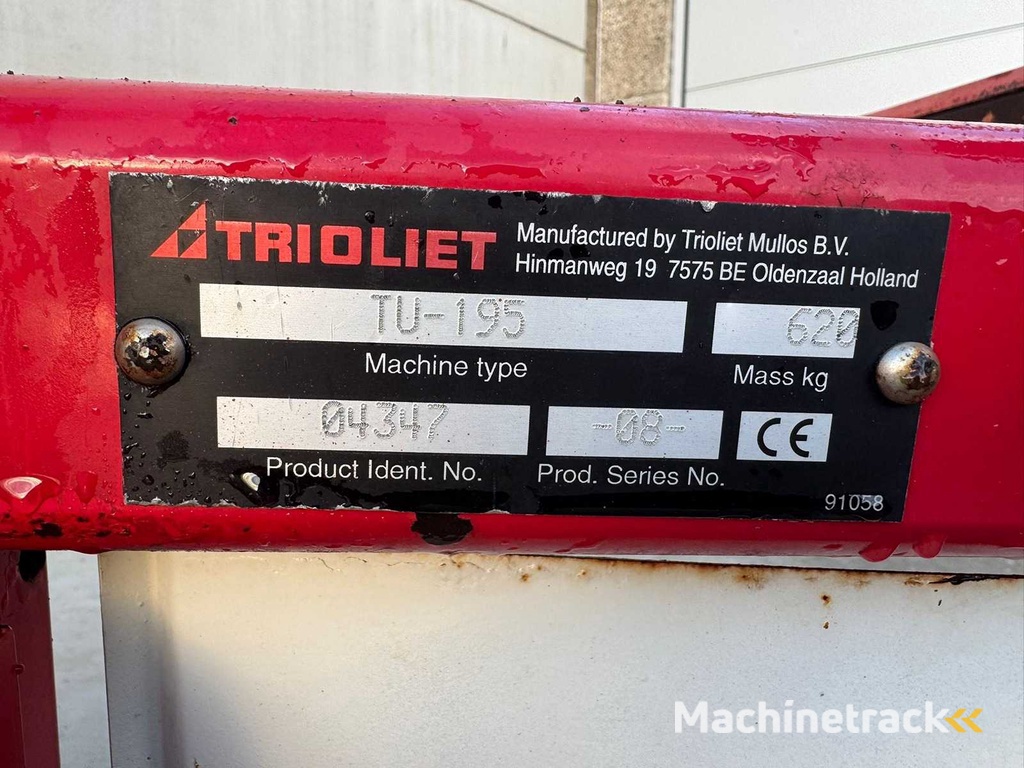 TRIOLIET
Manufactured by Trioliet Mullos B.V.
Hinmanweg 19 7575 BE Oldenzaal Holland
TU-195
620
Machine type
Mass kg
04347
-08-
CE
Product Ident. No.
Prod. Series No.
91058
Machinetrack